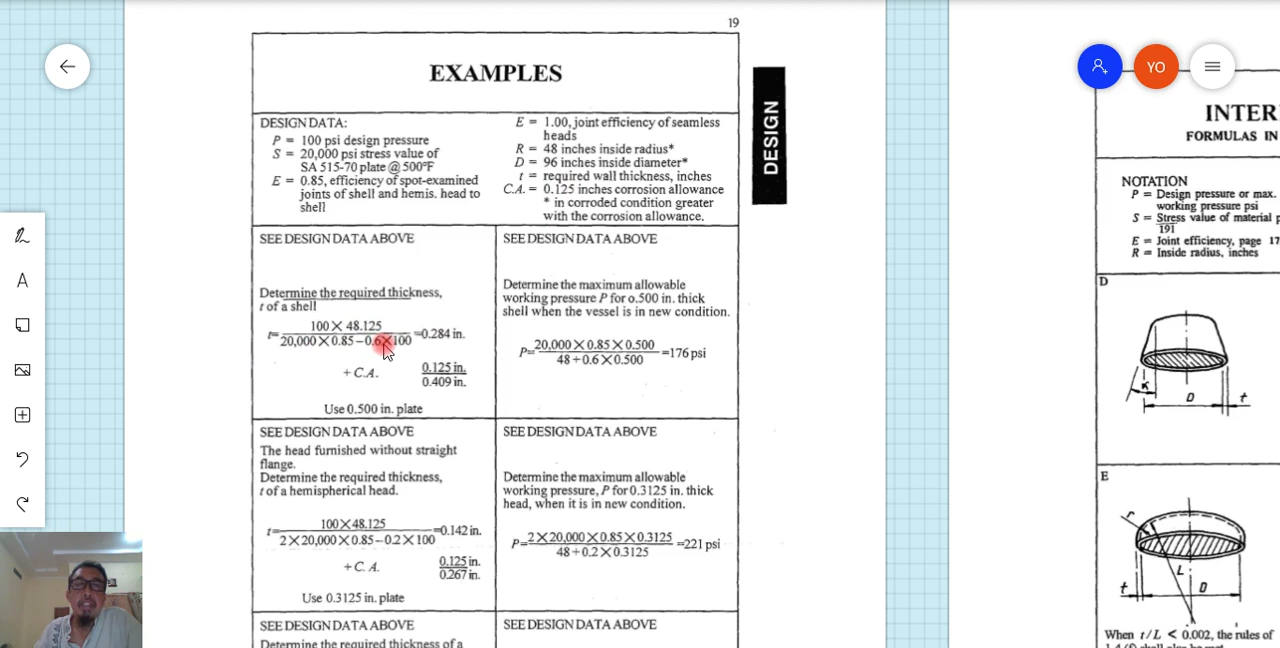 19
EXAMPLES
DESIGN DATA:
P = 100 psi design pressure
S = 20,000 psi stress value of
SA 515-70 plate @ 500°F
E = 0.85, efficiency of spot-examined
joints of shell and hemis. head to
shell
E = 1.00, joint efficiency of seamless
heads
R = 48 inches inside radius*
D = 96 inches inside diameter*
t = required wall thickness, inches
C.A. = 0.125 inches corrosion allowance
* in corroded condition greater
with the corrosion allowance.
DESIGN
SEE DESIGN DATA ABOVE
Determine the required thickness,
t of a shell
100 X 48.125
t= =0.284 in.
20,000 X 0.85 - 0.6 X 100
+ C.A. 0.125 in.
0.409 in.
Use 0.500 in. plate
SEE DESIGN DATA ABOVE
Determine the maximum allowable
working pressure P for o.500 in. thick
shell when the vessel is in new condition.
20,000 X 0.85 X 0.500
P= =176 psi
48 + 0.6 X 0.500
SEE DESIGN DATA ABOVE
The head furnished without straight
flange.
Determine the required thickness,
t of a hemispherical head.
100 X 48.125
t= =0.142 in.
2 X 20,000 X 0.85 - 0.2 X 100
+ C. A. 0.125 in.
0.267 in.
Use 0.3125 in. plate
SEE DESIGN DATA ABOVE
Determine the maximum allowable
working pressure, P for 0.3125 in. thick
head, when it is in new condition.
2 X 20,000 X 0.85 X 0.3125
P= =221 psi
48 + 0.2 X 0.3125
SEE DESIGN DATA ABOVE
Determine the required thickness of a
SEE DESIGN DATA ABOVE
YO
INTER
FORMULAS IN
NOTATION
P = Design pressure or max.
working pressure psi
S = Stress value of material p
191
E = Joint efficiency, page 17
R = Inside radius, inches
D
D t
E
r
L
t D
When t/L < 0.002, the rules of
A